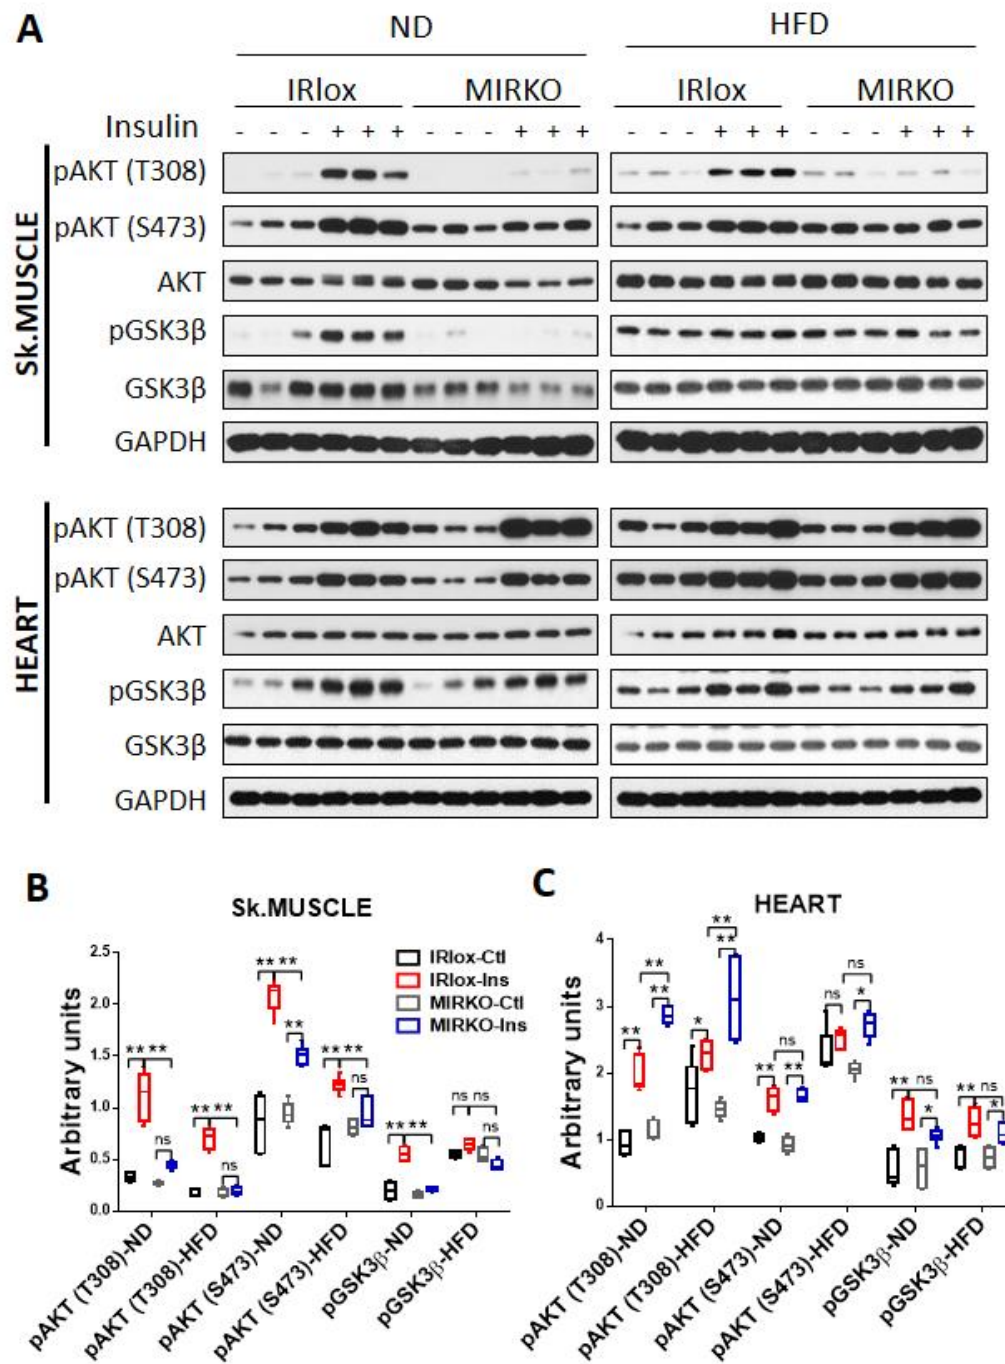 A
ND HFD
IRlox MIRKO IRlox MIRKO
Insulin - - - + + + - - - + + + - - - + + + - - - + + +
Sk.MUSCLE
pAKT (T308)
pAKT (S473)
AKT
pGSK3β
GSK3β
GAPDH
HEART
pAKT (T308)
pAKT (S473)
AKT
pGSK3β
GSK3β
GAPDH
B
Sk.MUSCLE
Arbitrary units
2.5
2.0
1.5
1.0
0.5
0.0
IRlox-Ctl
IRlox-Ins
MIRKO-Ctl
MIRKO-Ins
** ** ns
** ** ns
** ** **
** ** ns
** **
ns ns ns
pAKT (T308)-ND
pAKT (T308)-HFD
pAKT (S473)-ND
pAKT (S473)-HFD
pGSK3β-ND
pGSK3β-HFD
C
HEART
Arbitrary units
4
3
2
1
0
** ** **
* ** **
** ns **
ns ns *
** ns *
** ns *
pAKT (T308)-ND
pAKT (T308)-HFD
pAKT (S473)-ND
pAKT (S473)-HFD
pGSK3β-ND
pGSK3β-HFD